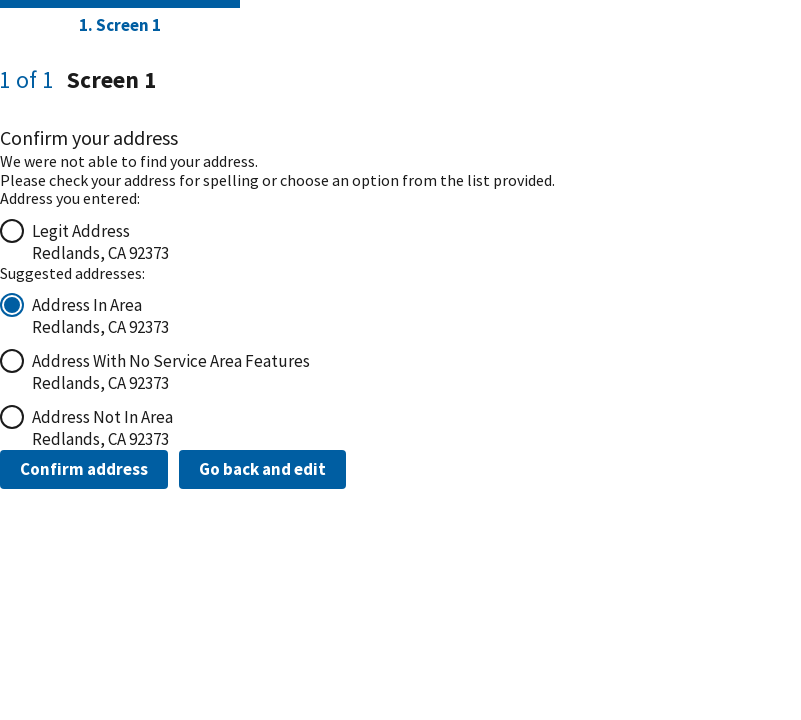 1. Screen 1
1 of 1 Screen 1
Confirm your address
We were not able to find your address.
Please check your address for spelling or choose an option from the list provided.
Address you entered:
Legit Address
Redlands, CA 92373
Suggested addresses:
Address In Area
Redlands, CA 92373
Address With No Service Area Features
Redlands, CA 92373
Address Not In Area
Redlands, CA 92373
Confirm address Go back and edit